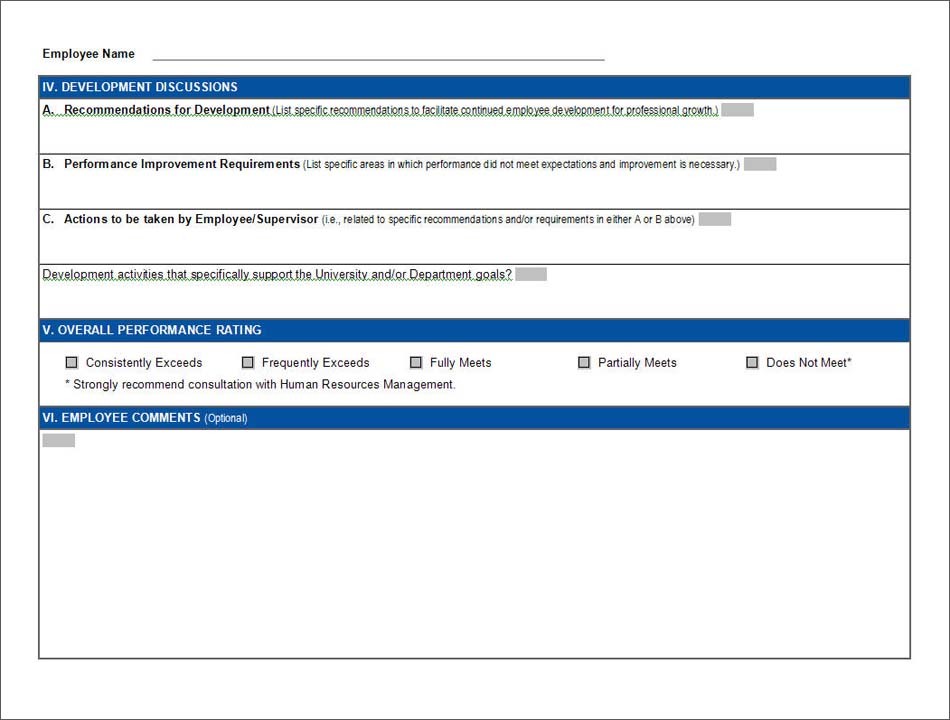 Employee Name
IV. DEVELOPMENT DISCUSSIONS
A. Recommendations for Development (List specific recommendations to facilitate continued employee development for professional growth.)
B. Performance Improvement Requirements (List specific areas in which performance did not meet expectations and improvement is necessary.)
C. Actions to be taken by Employee/Supervisor (i.e., related to specific recommendations and/or requirements in either A or B above)
Development activities that specifically support the University and/or Department goals?
V. OVERALL PERFORMANCE RATING
Consistently Exceeds Frequently Exceeds Fully Meets Partially Meets Does Not Meet*
* Strongly recommend consultation with Human Resources Management.
VI. EMPLOYEE COMMENTS (Optional)